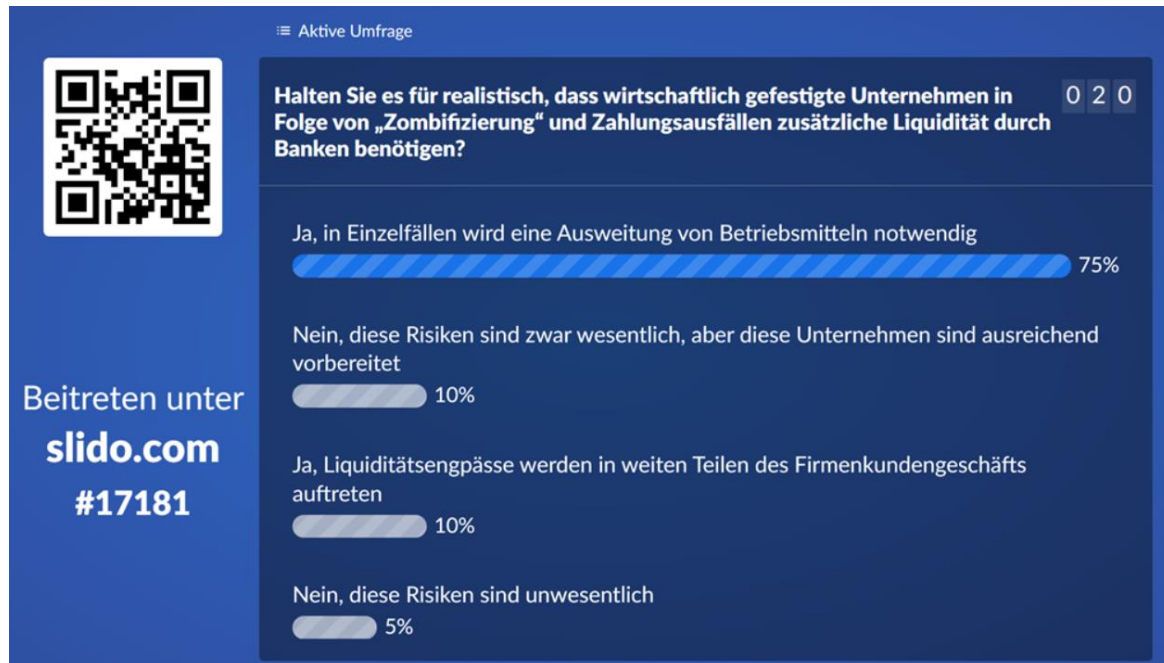 Aktive Umfrage
Halten Sie es für realistisch, dass wirtschaftlich gefestigte Unternehmen in
Folge von „Zombifizierung“ und Zahlungsausfällen zusätzliche Liquidität durch
Banken benötigen?
0 2 0
Ja, in Einzelfällen wird eine Ausweitung von Betriebsmitteln notwendig
75%
Nein, diese Risiken sind zwar wesentlich, aber diese Unternehmen sind ausreichend
vorbereitet
10%
Ja, Liquiditätsengpässe werden in weiten Teilen des Firmenkundengeschäfts
auftreten
10%
Nein, diese Risiken sind unwesentlich
5%
Beitreten unter
slido.com
#17181